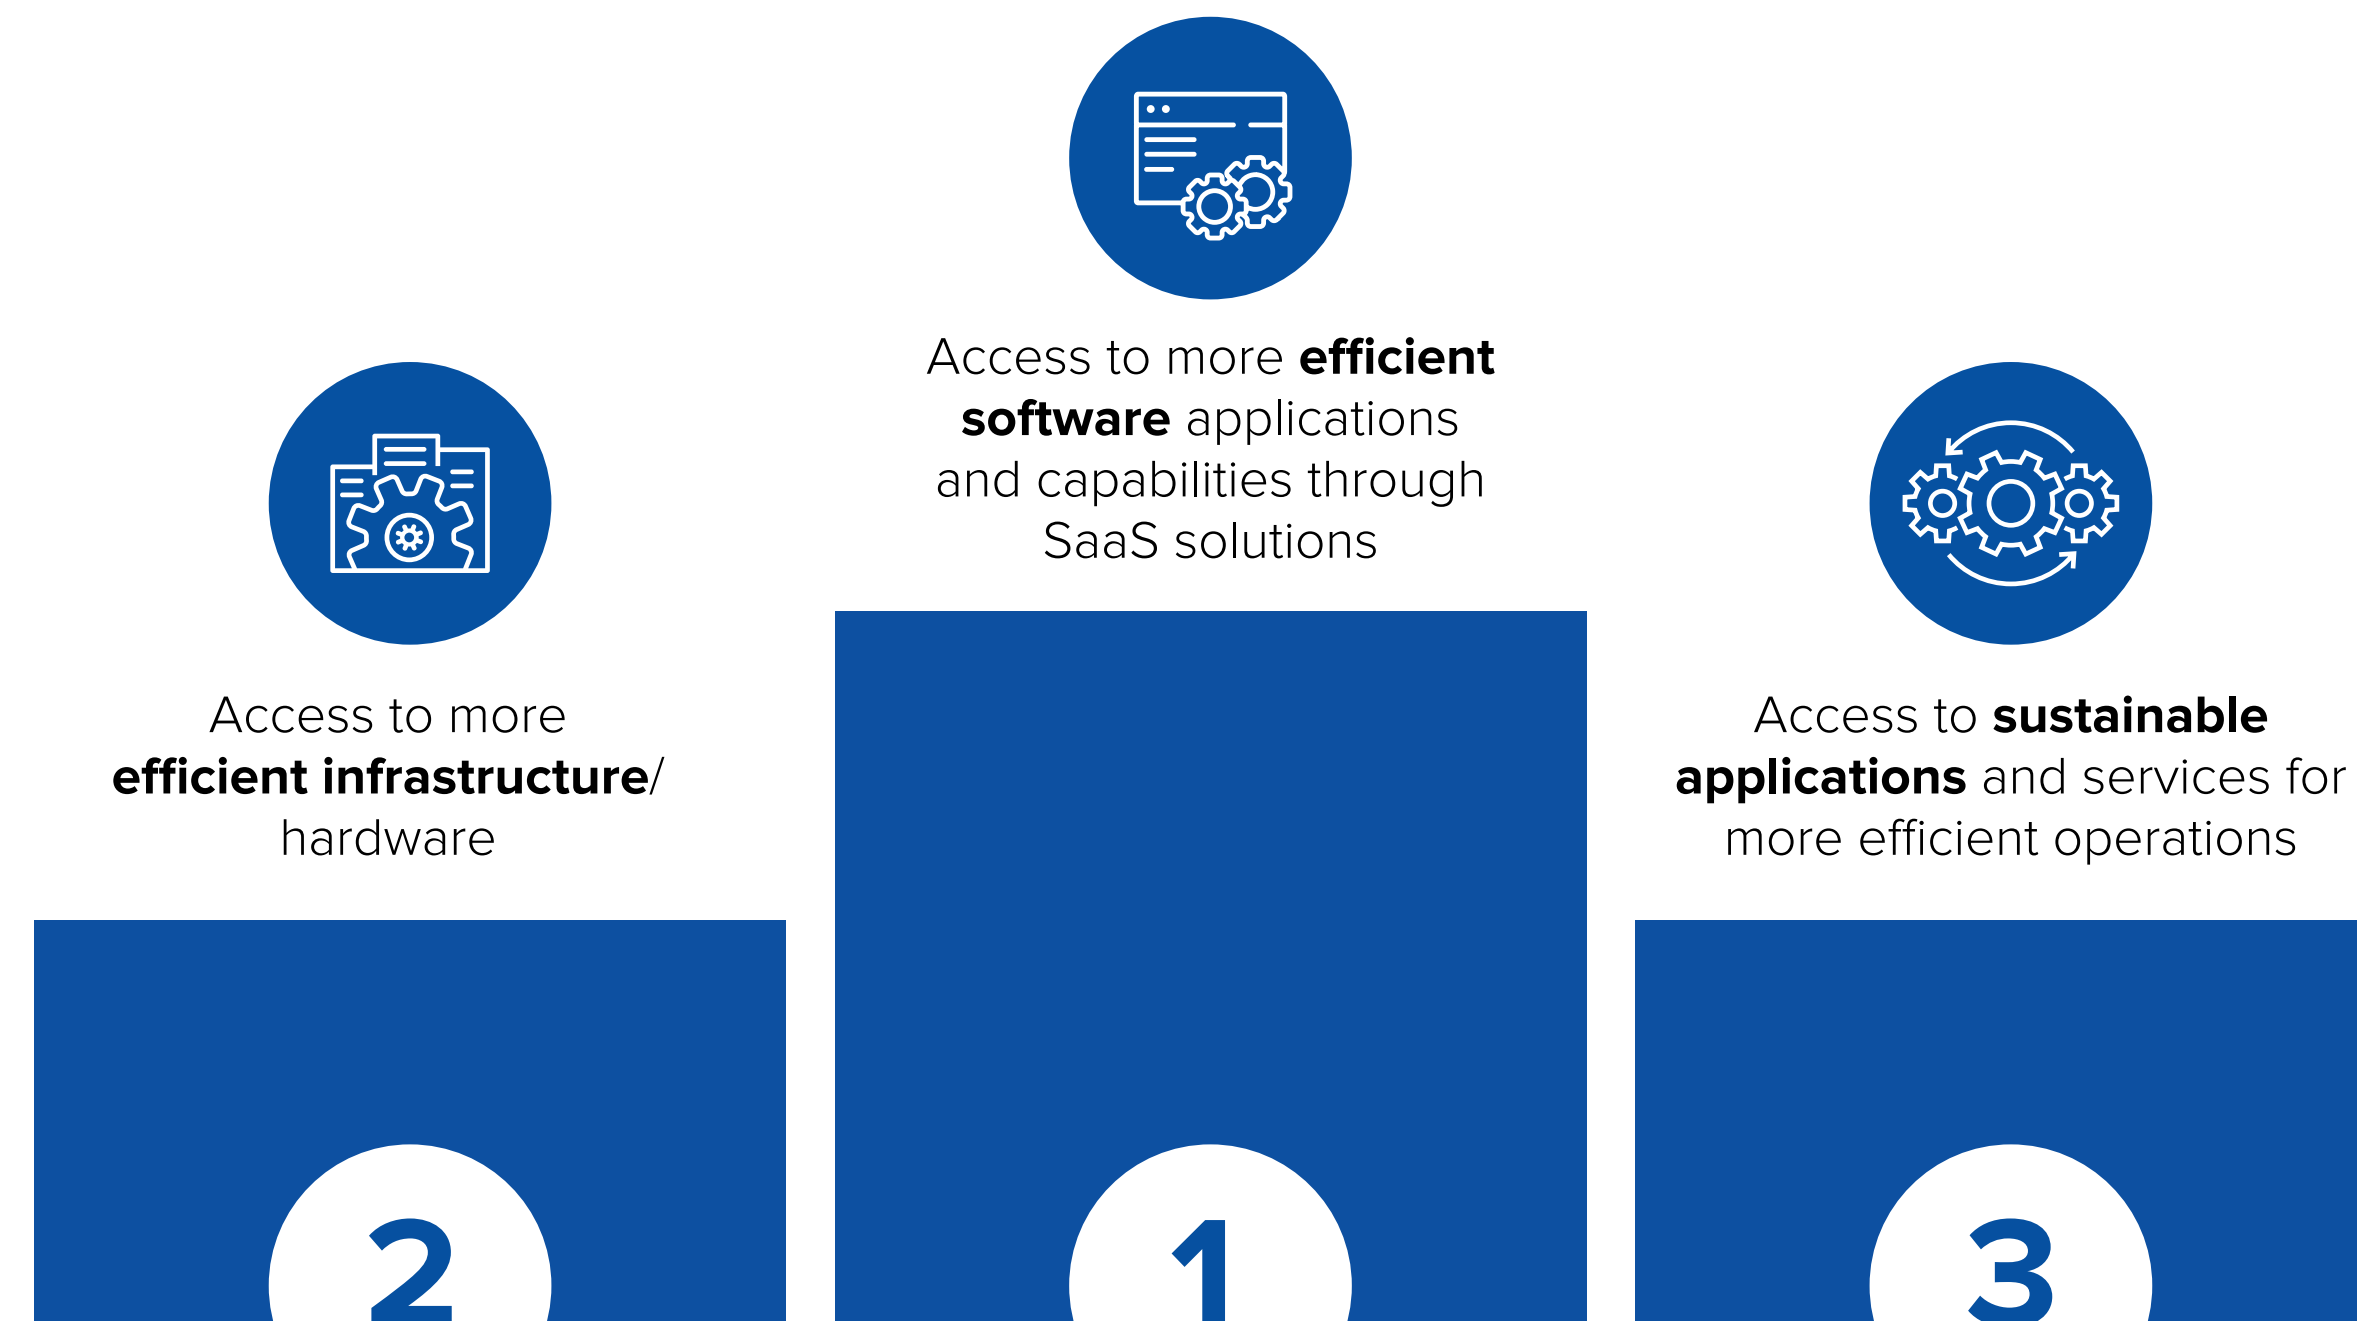 Access to more efficient
software applications
and capabilities through
SaaS solutions
Access to more
efficient infrastructure/
hardware
Access to sustainable
applications and services for
more efficient operations
2
1
3